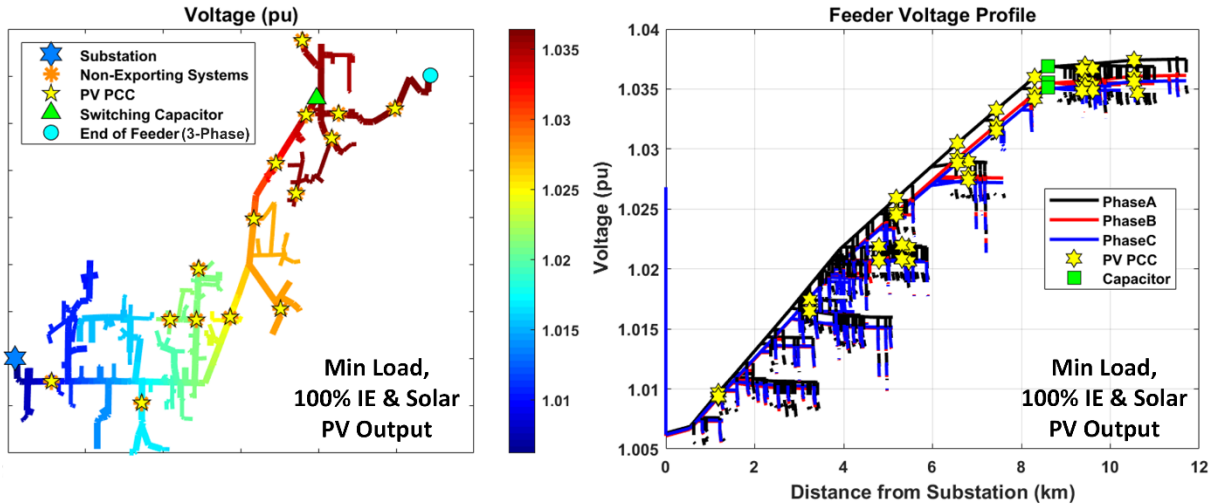 Voltage (pu)
Substation
Non-Exporting Systems
PV PCC
Switching Capacitor
End of Feeder (3-Phase)
Min Load,
100% IE & Solar
PV Output
1.035
1.03
1.025
1.02
1.015
1.01
Feeder Voltage Profile
1.04
1.035
1.03
1.025
1.02
1.015
1.01
1.005
Voltage (pu)
PhaseA
PhaseB
PhaseC
PV PCC
Capacitor
Min Load,
100% IE & Solar
PV Output
0 2 4 6 8 10 12
Distance from Substation (km)